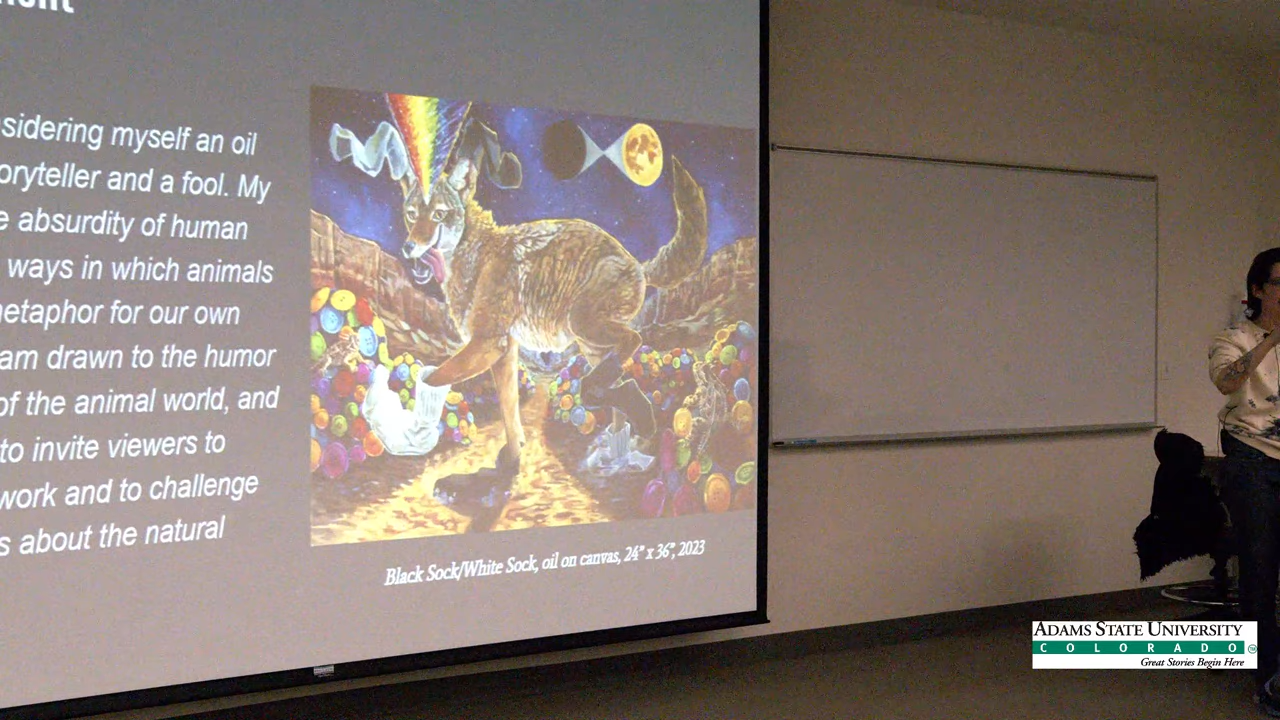 sidering myself an oil
oryteller and a fool. My
e absurdity of human
ways in which animals
etaphor for our own
am drawn to the humor
of the animal world, and
to invite viewers to
work and to challenge
s about the natural
Black Sock/White Sock, oil on canvas, 24" x 36", 2023
ADAMS STATE UNIVERSITY
COLORADO
Great Stories Begin Here